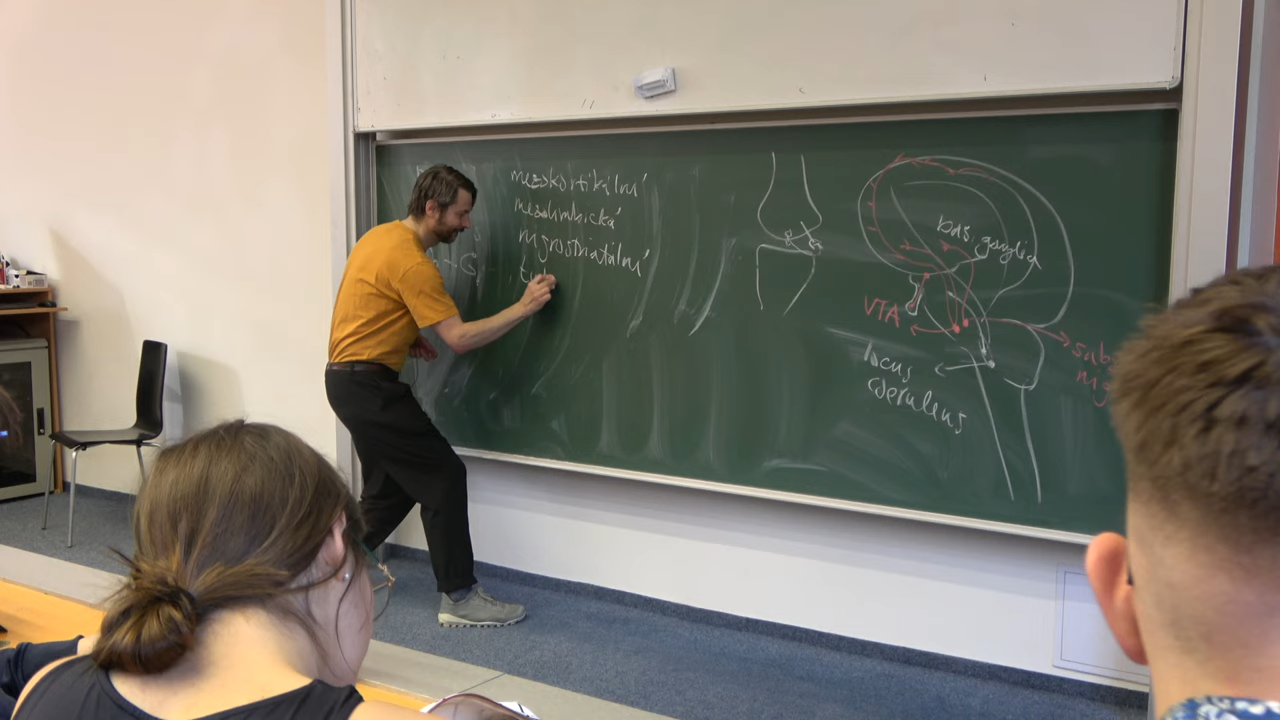 mezokortikální
mezolimbická
nigrostriatální
bas. ganglia
VTA
locus
coeruleus